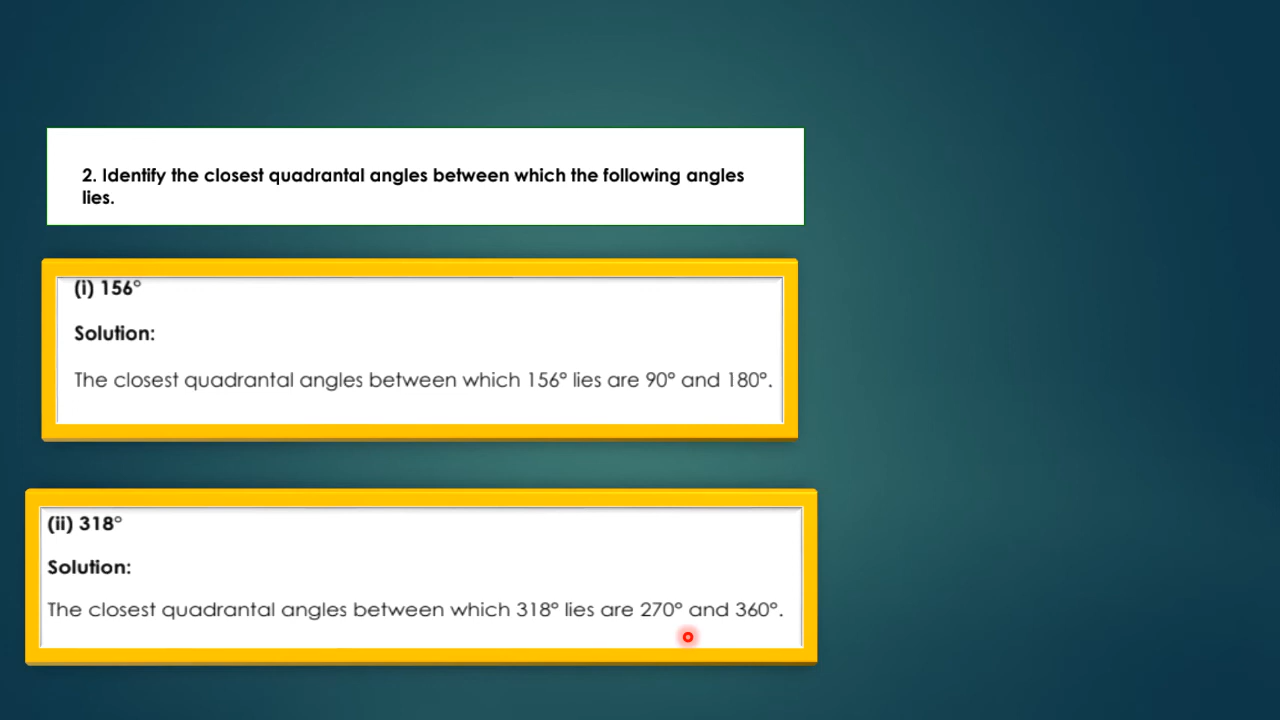 2. Identify the closest quadrantal angles between which the following angles
lies.
(i) 156°
Solution:
The closest quadrantal angles between which 156° lies are 90° and 180°.
(ii) 318°
Solution:
The closest quadrantal angles between which 318° lies are 270° and 360°.